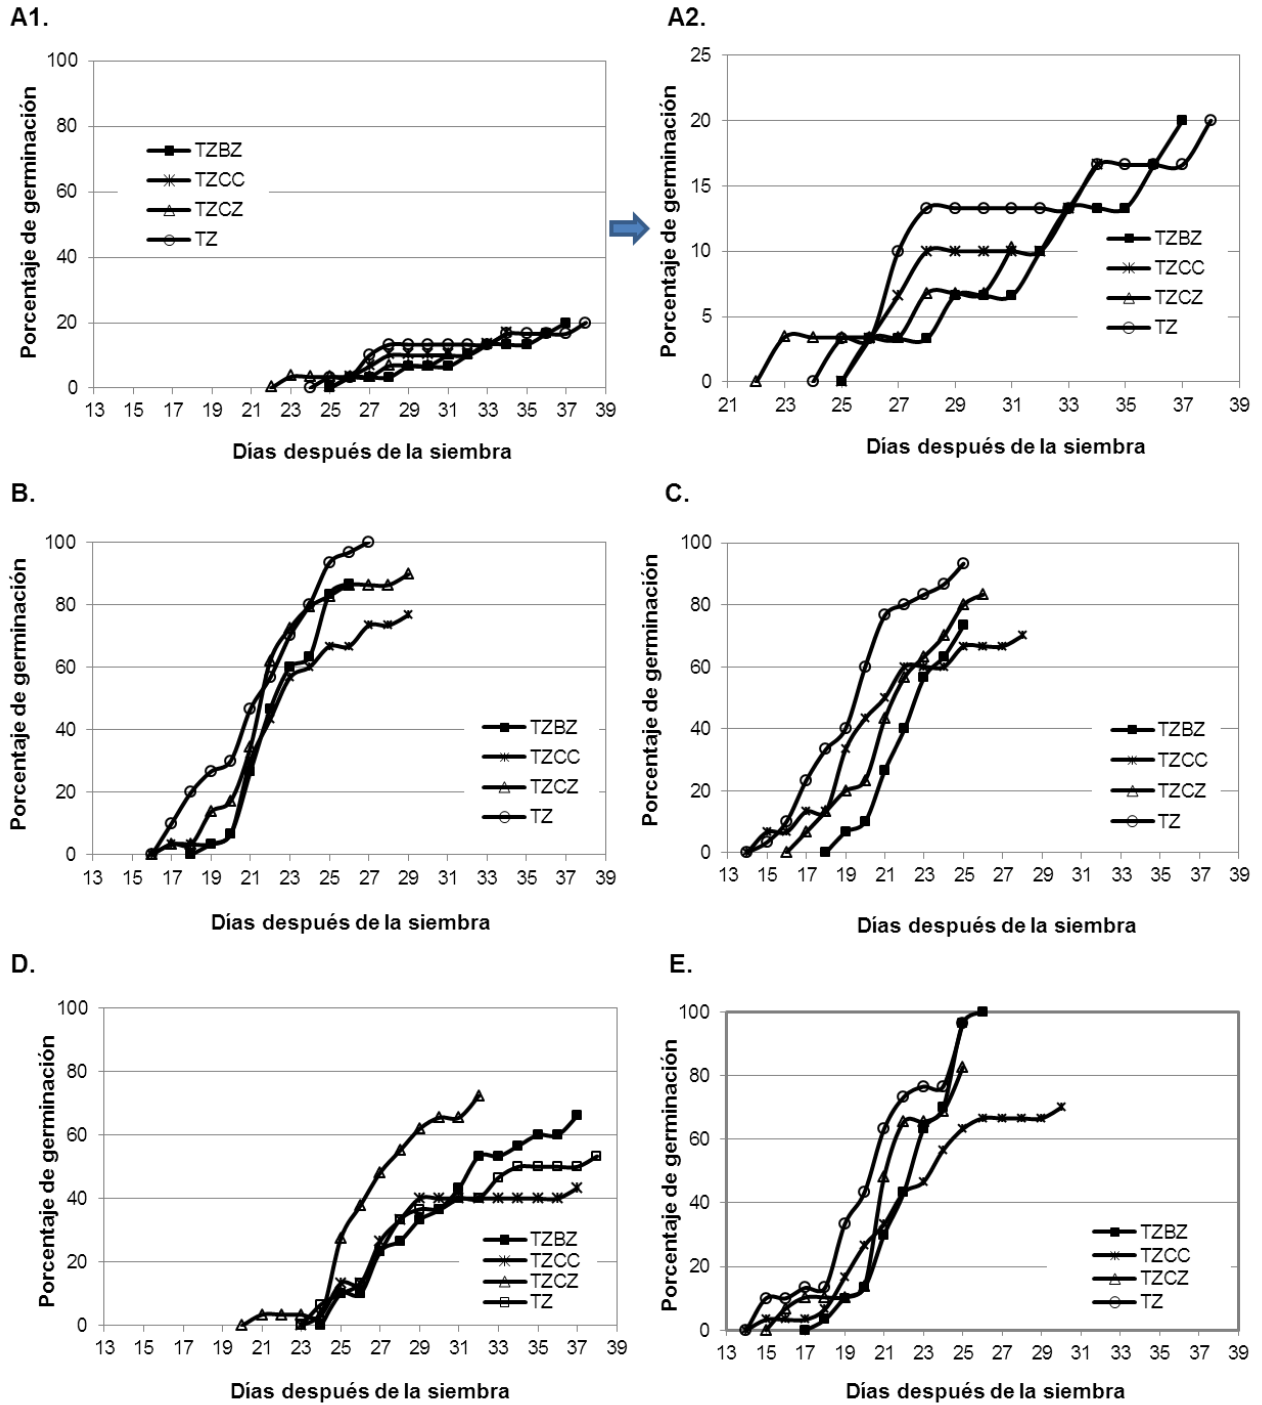 A1.
Porcentaje de germinación
100
80
60
40
20
0
TZBZ
TZCC
TZCZ
TZ
13 15 17 19 21 23 25 27 29 31 33 35 37 39
Días después de la siembra
A2.
Porcentaje de germinación
25
20
15
10
5
0
TZBZ
TZCC
TZCZ
TZ
21 23 25 27 29 31 33 35 37 39
Días después de la siembra
B.
Porcentaje de germinación
100
80
60
40
20
0
TZBZ
TZCC
TZCZ
TZ
13 15 17 19 21 23 25 27 29 31 33 35 37 39
Días después de la siembra
C.
Porcentaje de germinación
100
80
60
40
20
0
TZBZ
TZCC
TZCZ
TZ
13 15 17 19 21 23 25 27 29 31 33 35 37 39
Días después de la siembra
D.
Porcentaje de germinación
100
80
60
40
20
0
TZBZ
TZCC
TZCZ
TZ
13 15 17 19 21 23 25 27 29 31 33 35 37 39
Días después de la siembra
E.
Porcentaje de germinación
100
80
60
40
20
0
TZBZ
TZCC
TZCZ
TZ
13 15 17 19 21 23 25 27 29 31 33 35 37 39
Días después de la siembra